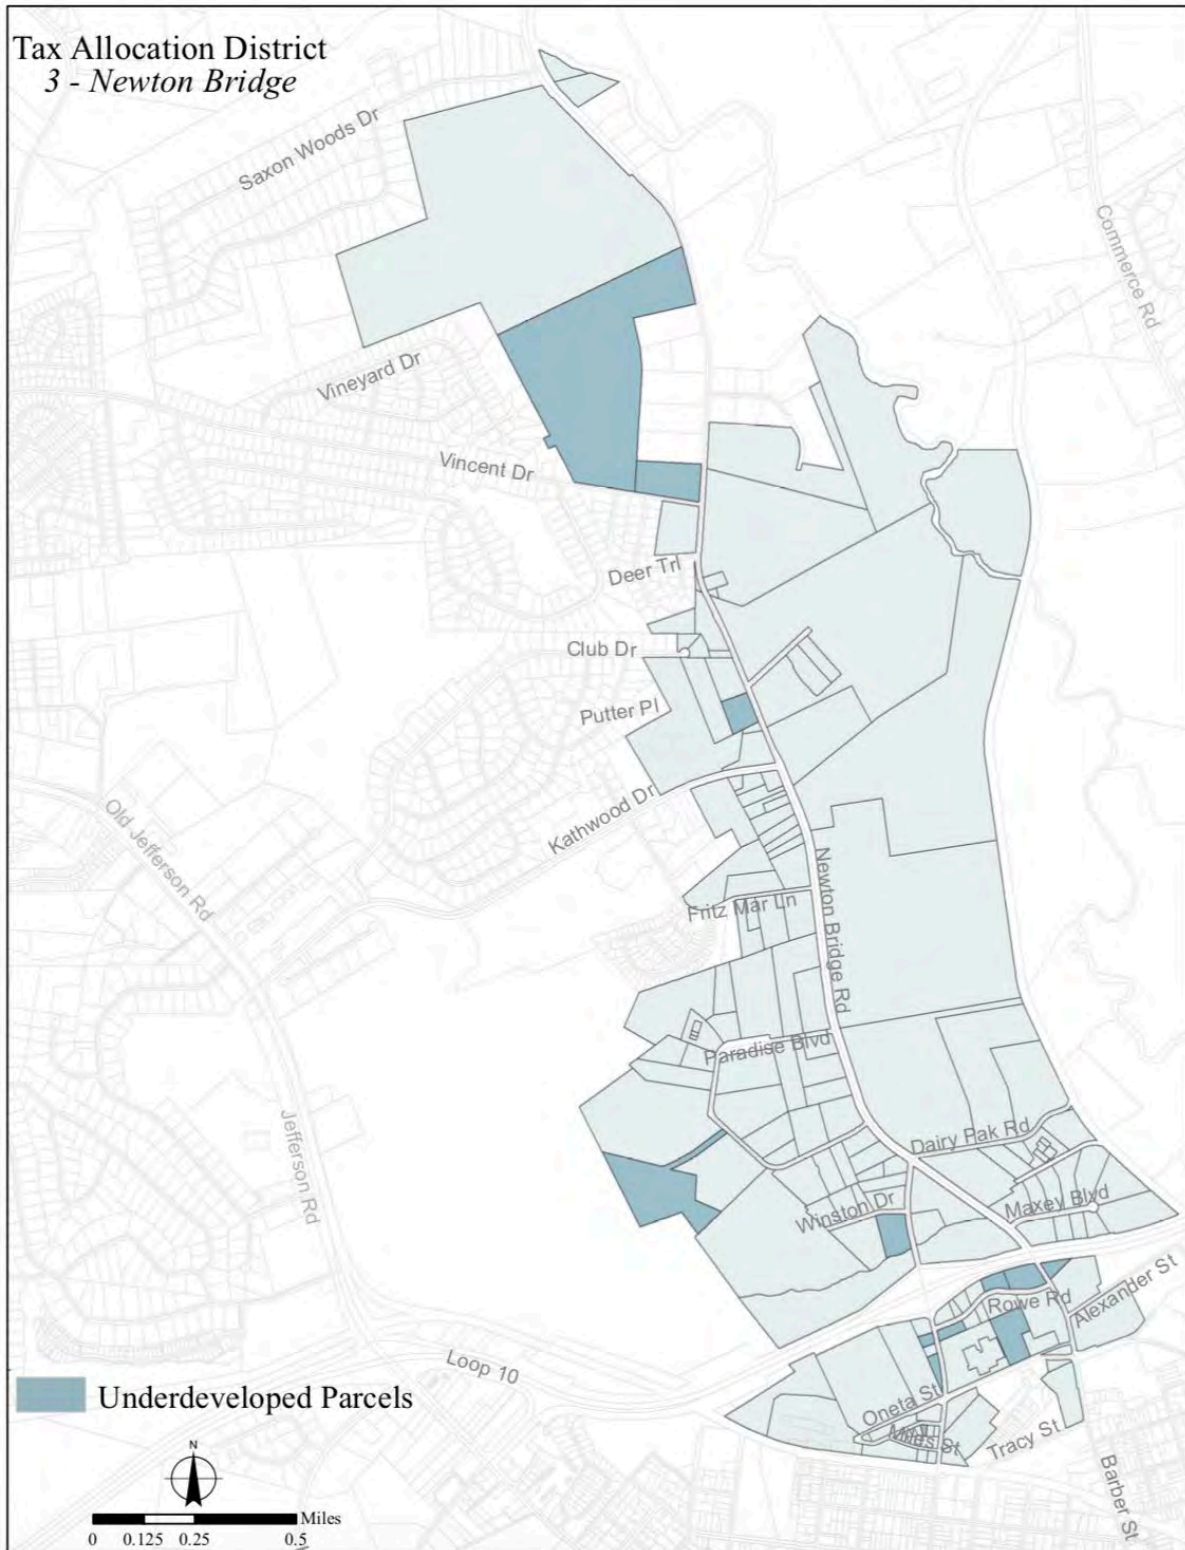 Tax Allocation District
3 - Newton Bridge
Saxon Woods Dr
Commerce Rd
Vineyard Dr
Vincent Dr
Deer Trl
Club Dr
Putter Pl
Kathwood Dr
Old Jefferson Rd
Newton Bridge Rd
Fritz Mar Ln
Paradise Blvd
Jefferson Rd
Dairy Pak Rd
Winston Dr
Maxey Blvd
Rowe Rd
Alexander St
Loop 10
Underdeveloped Parcels
Oneta St
Miles St
Tracy St
Barber St
N
Miles
0 0.125 0.25 0.5